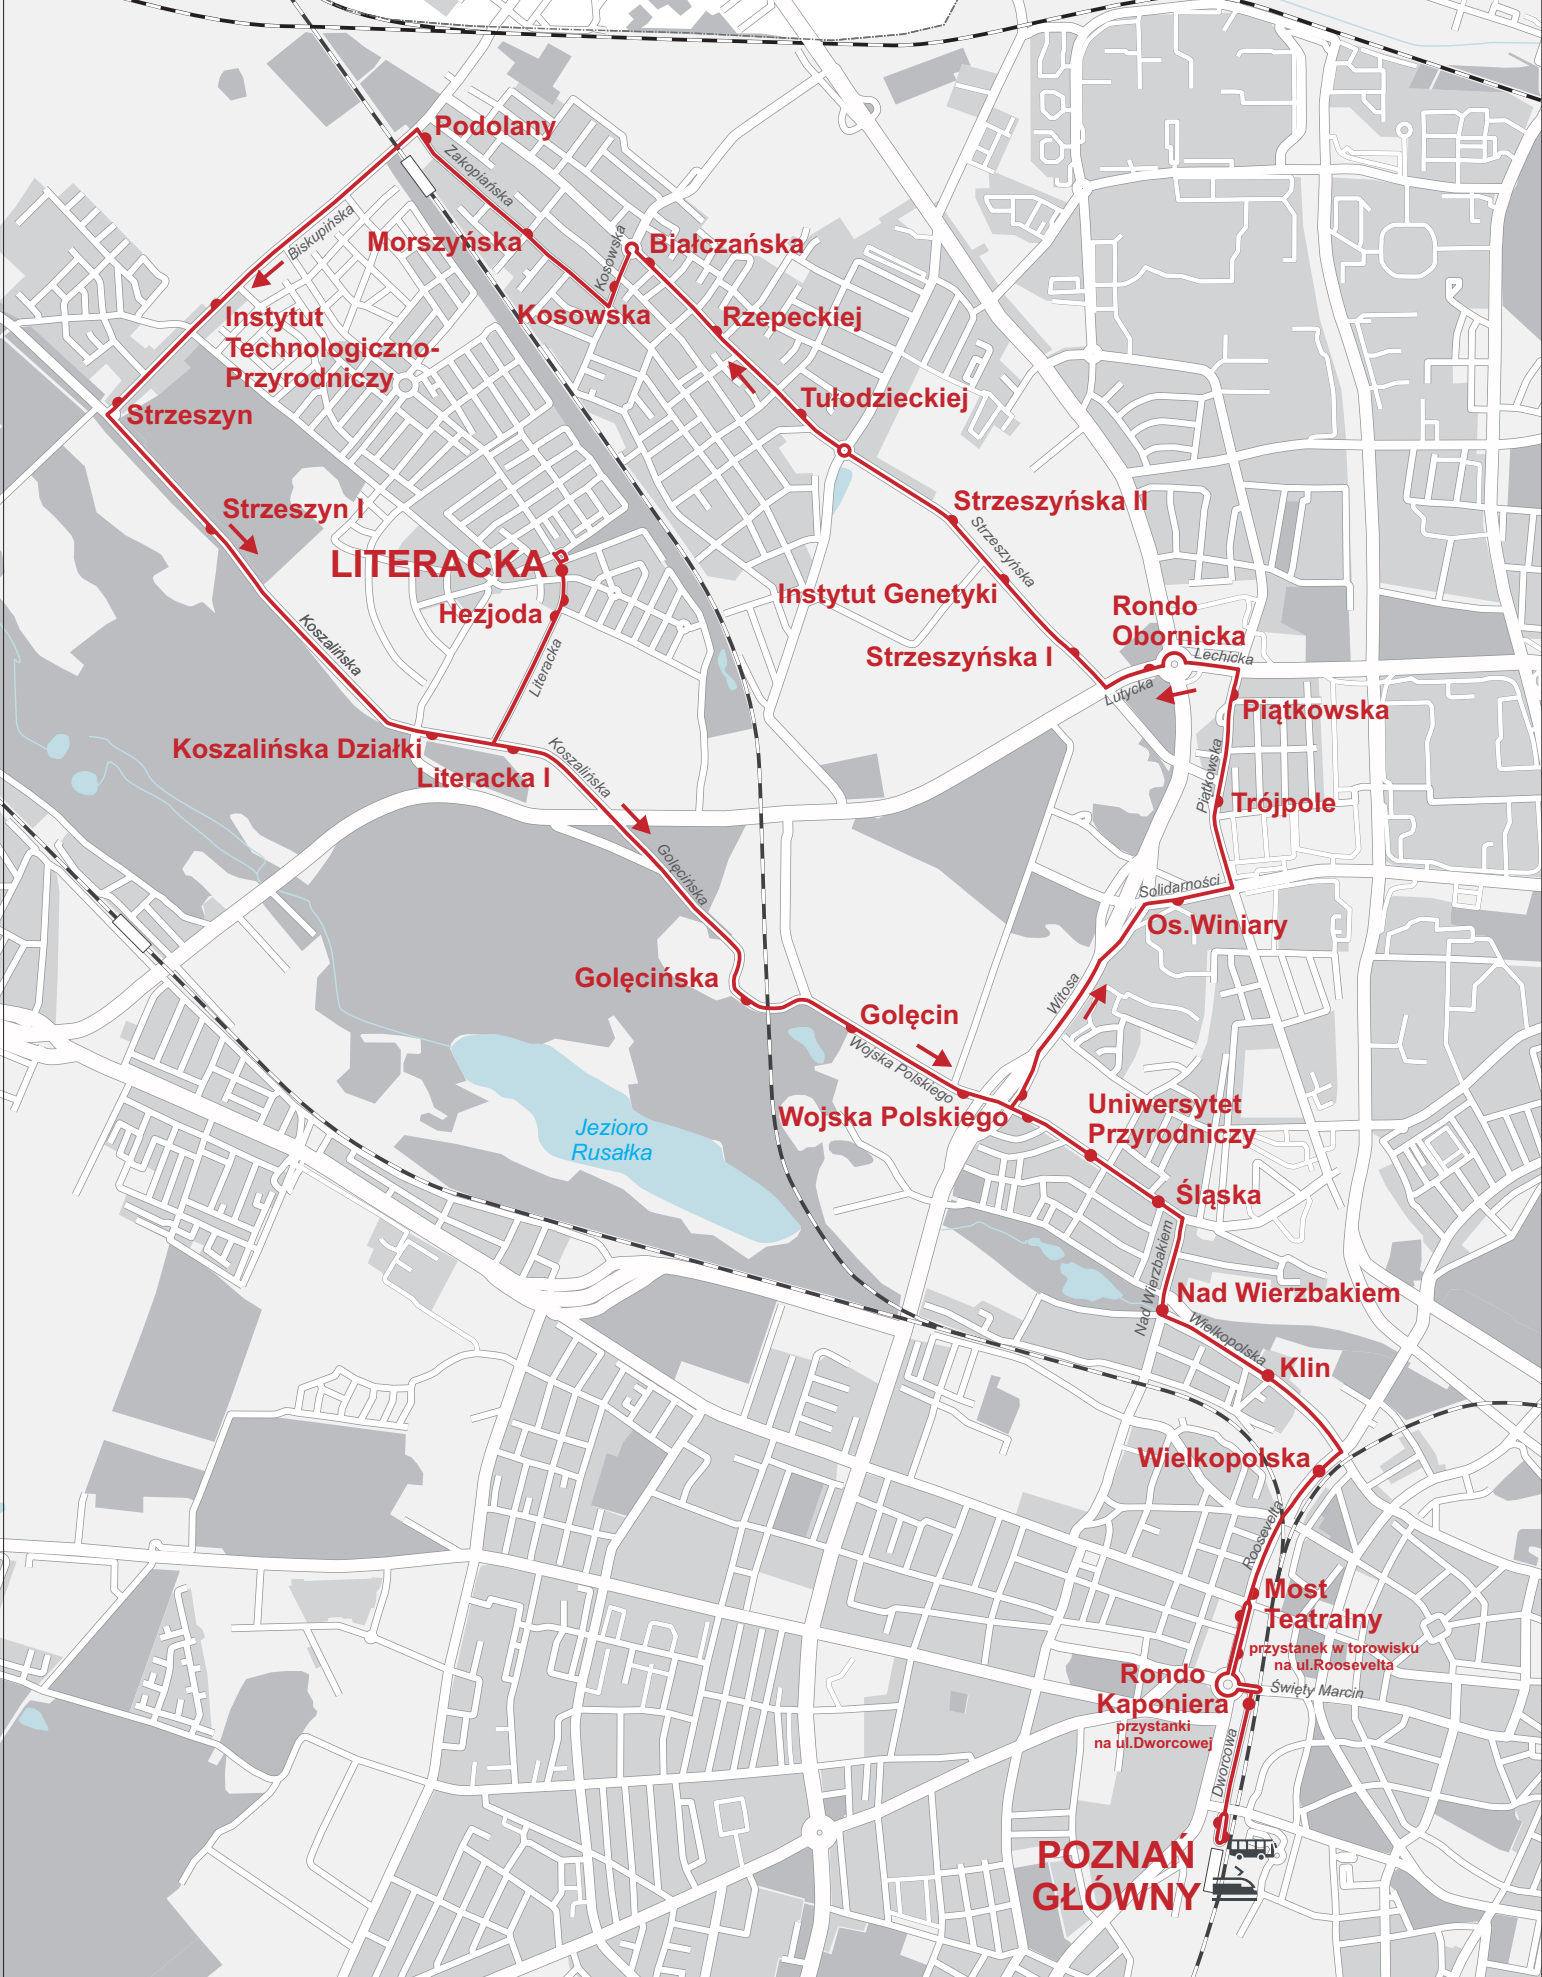 Podolany
Zakopiańska
Biskupińska
Morszyńska
Kosowska
Białczańska
Kosowska
Rzepeckiej
Instytut
Technologiczno-
Przyrodniczy
Strzeszyn
Tułodzieckiej
Strzeszyn I
Strzeszyńska II
Strzeszyńska
LITERACKA
Hezjoda
Instytut Genetyki
Rondo
Obornicka
Lechicka
Strzeszyńska I
Lutycka
Koszalińska
Literacka
Piątkowska
Piątkowska
Koszalińska Działki
Literacka I
Koszalińska
Trójpole
Golęcińska
Solidarności
Os.Winiary
Golęcińska
Witosa
Golęcin
Wojska Polskiego
Wojska Polskiego
Uniwersytet
Przyrodniczy
Jezioro
Rusałka
Śląska
Nad Wierzbakiem
Nad Wierzbakiem
Wielkopolska
Klin
Wielkopolska
Roosevelta
Most
Teatralny
przystanek w torowisku
na ul.Roosevelta
Rondo
Kaponiera
przystanki
na ul.Dworcowej
Święty Marcin
Dworcowa
POZNAŃ
GŁÓWNY